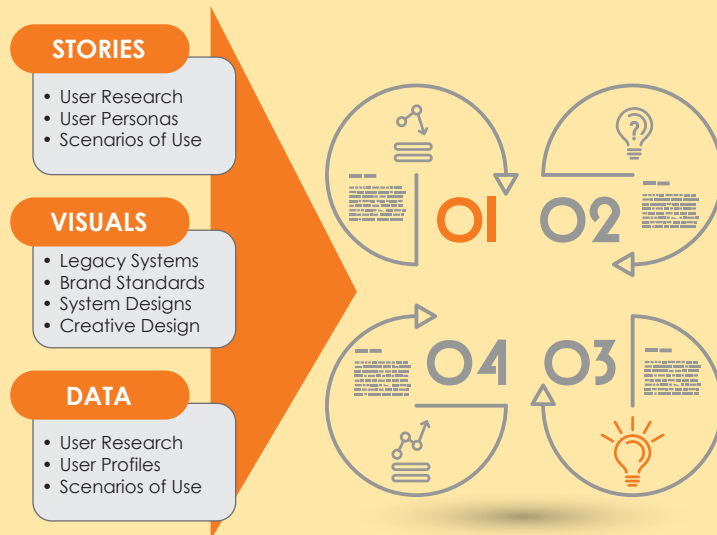 STORIES
• User Research
• User Personas
• Scenarios of Use
VISUALS
• Legacy Systems
• Brand Standards
• System Designs
• Creative Design
DATA
• User Research
• User Profiles
• Scenarios of Use
01
02
?
04
03